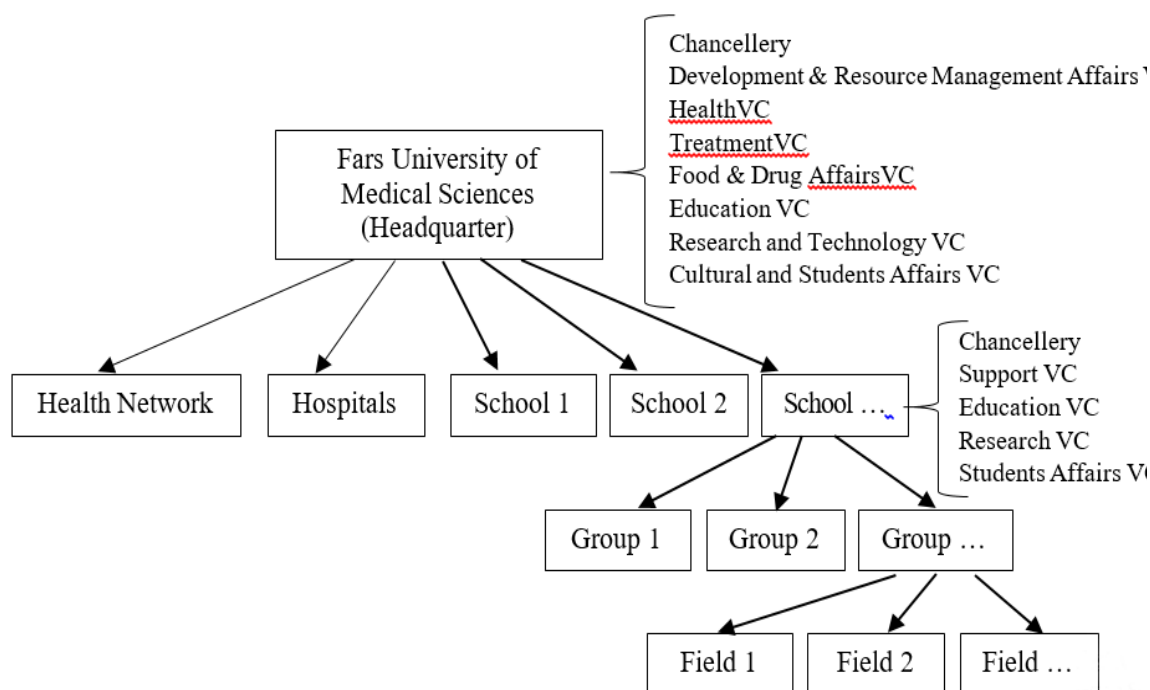 Chancellery
Development & Resource Management Affairs
HealthVC
TreatmentVC
Food & Drug AffairsVC
Education VC
Research and Technology VC
Cultural and Students Affairs VC
Fars University of
Medical Sciences
(Headquarter)
Health Network
Hospitals
School 1
School 2
School …
Chancellery
Support VC
Education VC
Research VC
Students Affairs
Group 1
Group 2
Group …
Field 1
Field 2
Field …